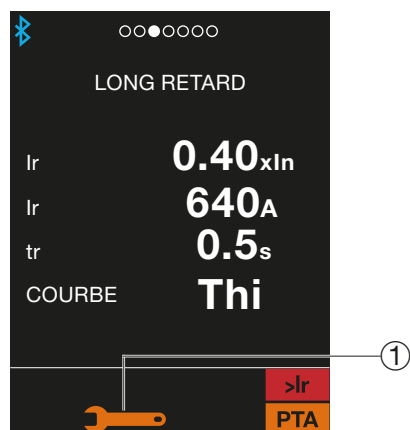 LONG RETARD
Ir 0.40xIn
Ir 640A
tr 0.5s
COURBE Thi
1
>Ir
PTA